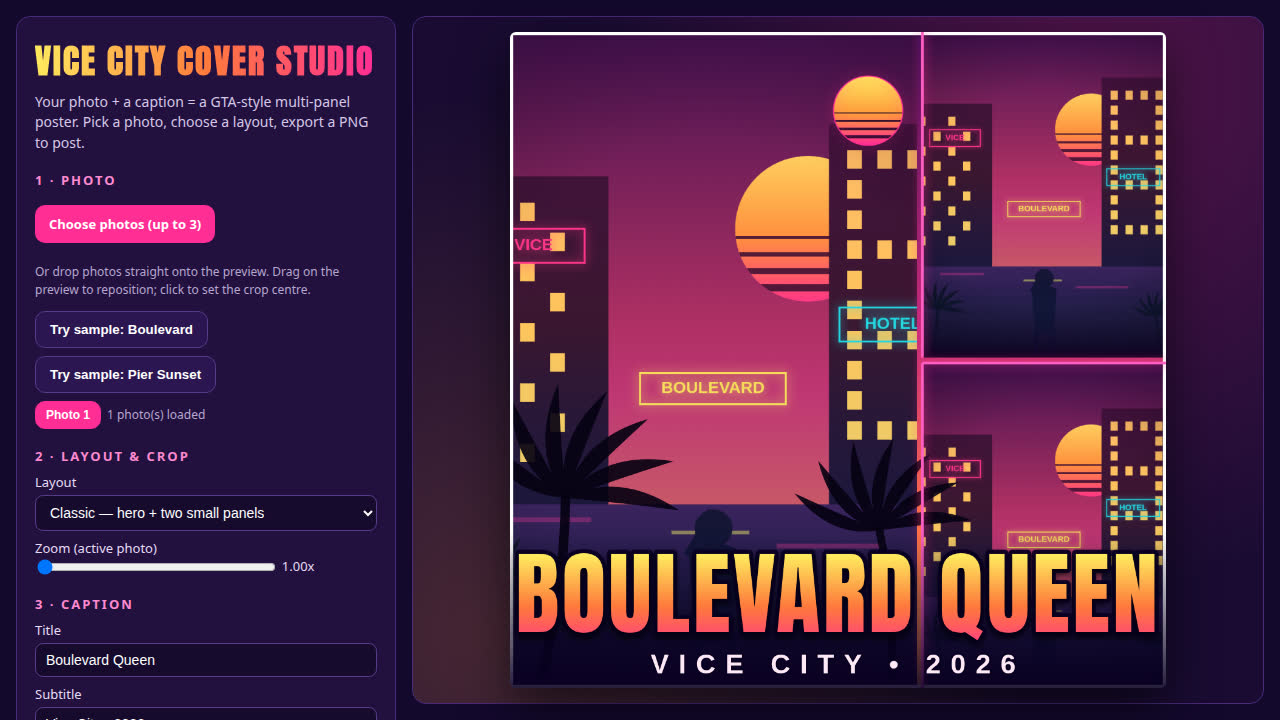 VICE CITY COVER STUDIO
Your photo + a caption = a GTA-style multi-panel
poster. Pick a photo, choose a layout, export a PNG
to post.
1 · PHOTO
Choose photos (up to 3)
Or drop photos straight onto the preview. Drag on the
preview to reposition; click to set the crop centre.
Try sample: Boulevard
Try sample: Pier Sunset
Photo 1
1 photo(s) loaded
2 · LAYOUT & CROP
Layout
Classic — hero + two small panels
Zoom (active photo)
1.00x
3 · CAPTION
Title
Boulevard Queen
Subtitle
VICE
HOTEL
BOULEVARD
VICE
HOTEL
BOULEVARD
VICE
HOTEL
BOULEVARD
BOULEVARD QUEEN
VICE CITY • 2026